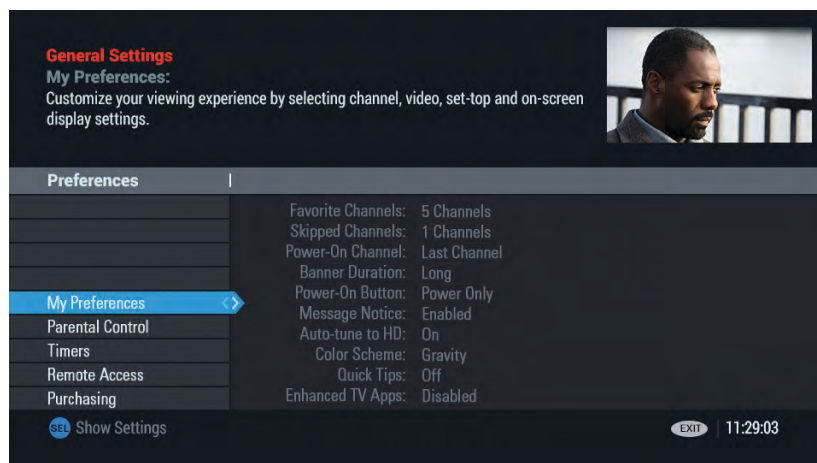 General Settings
My Preferences:
Customize your viewing experience by selecting channel, video, set-top and on-screen
display settings.
Preferences
Favorite Channels: 5 Channels
Skipped Channels: 1 Channels
Power-On Channel: Last Channel
Banner Duration: Long
Power-On Button: Power Only
Message Notice: Enabled
Auto-tune to HD: On
Color Scheme: Gravity
Quick Tips: Off
Enhanced TV Apps: Disabled
My Preferences
Parental Control
Timers
Remote Access
Purchasing
SEL Show Settings
EXIT 11:29:03